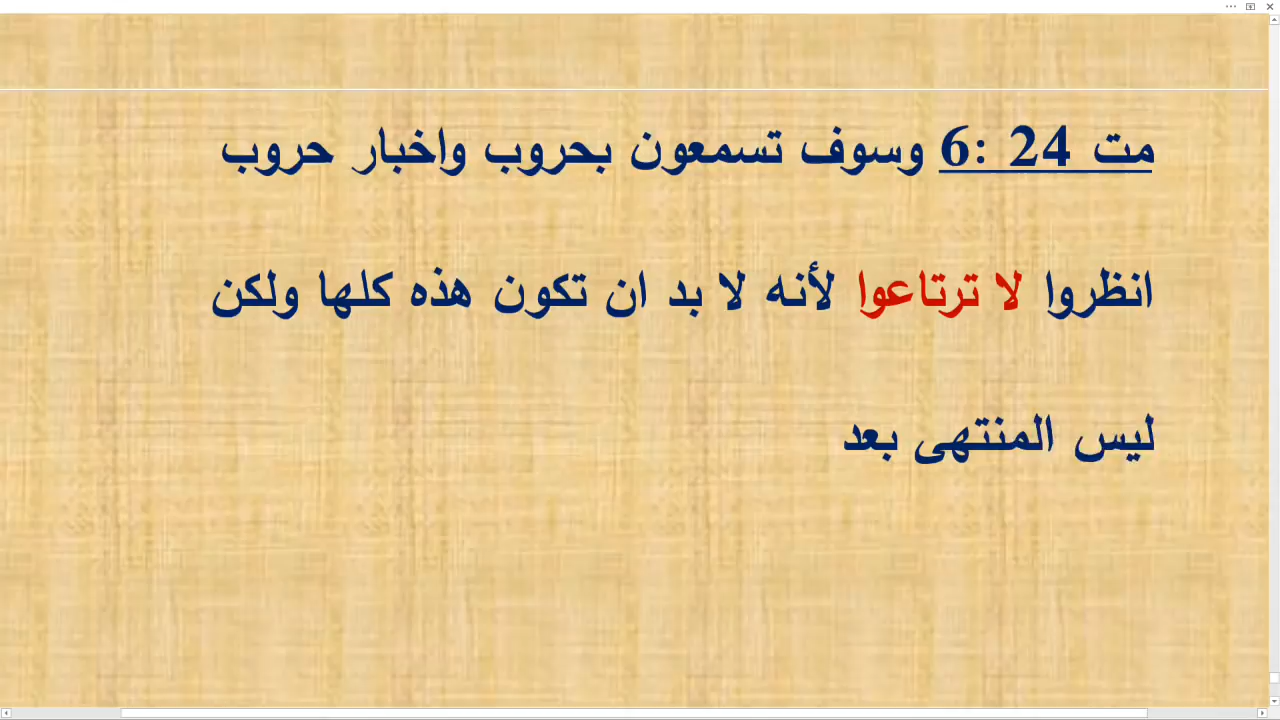 مت 24 :6 وسوف تسمعون بحروب واخبار حروب
انظروا لا ترتاعوا لأنه لا بد ان تكون هذه كلها ولكن
ليس المنتهى بعد